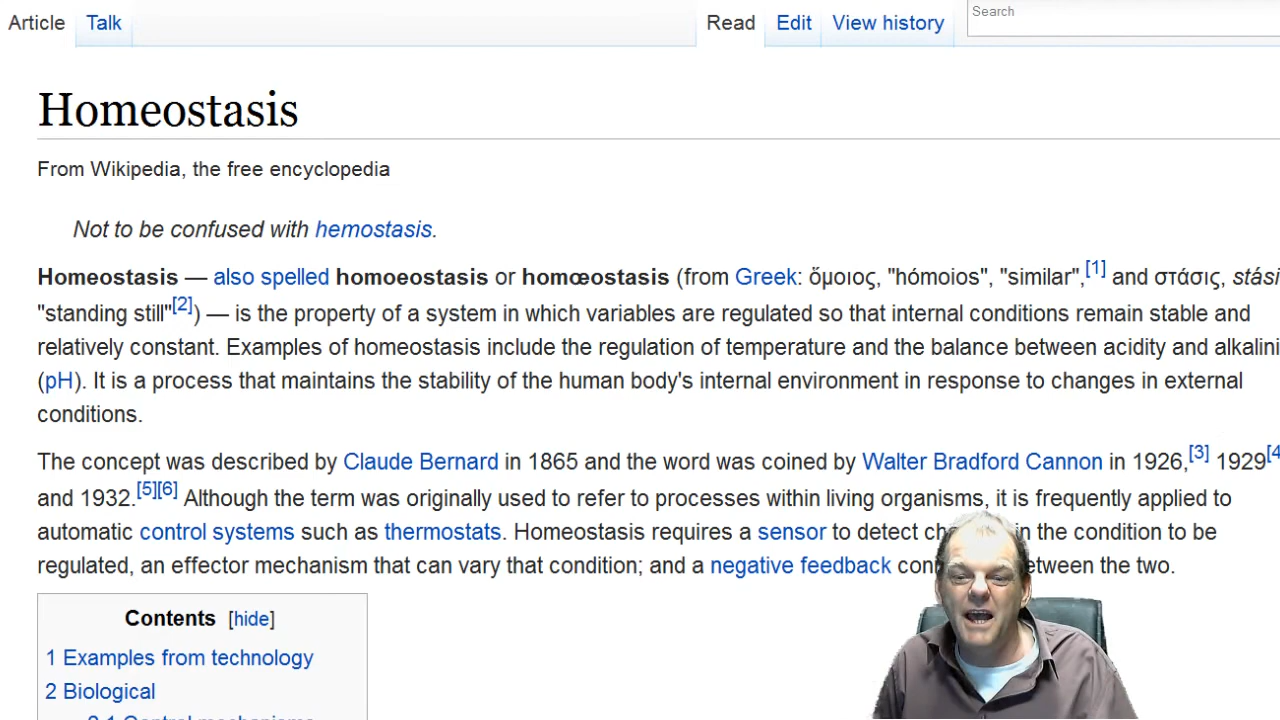 Article Talk Read Edit View history Search
Homeostasis
From Wikipedia, the free encyclopedia
Not to be confused with hemostasis.
Homeostasis — also spelled homoeostasis or homœostasis (from Greek: ὅμοιος, "hómoios", "similar",[1] and στάσις,
"standing still"[2]) — is the property of a system in which variables are regulated so that internal conditions remain stable and
relatively constant. Examples of homeostasis include the regulation of temperature and the balance between acidity and
(pH). It is a process that maintains the stability of the human body's internal environment in response to changes in external
conditions.
The concept was described by Claude Bernard in 1865 and the word was coined by Walter Bradford Cannon in 1926,[3] 1929[4
and 1932.[5][6] Although the term was originally used to refer to processes within living organisms, it is frequently applied to
automatic control systems such as thermostats. Homeostasis requires a sensor to detect in the condition to be
regulated, an effector mechanism that can vary that condition; and a negative feedback between the two.
Contents [hide]
1 Examples from technology
2 Biological
2.1 Control mechanisms